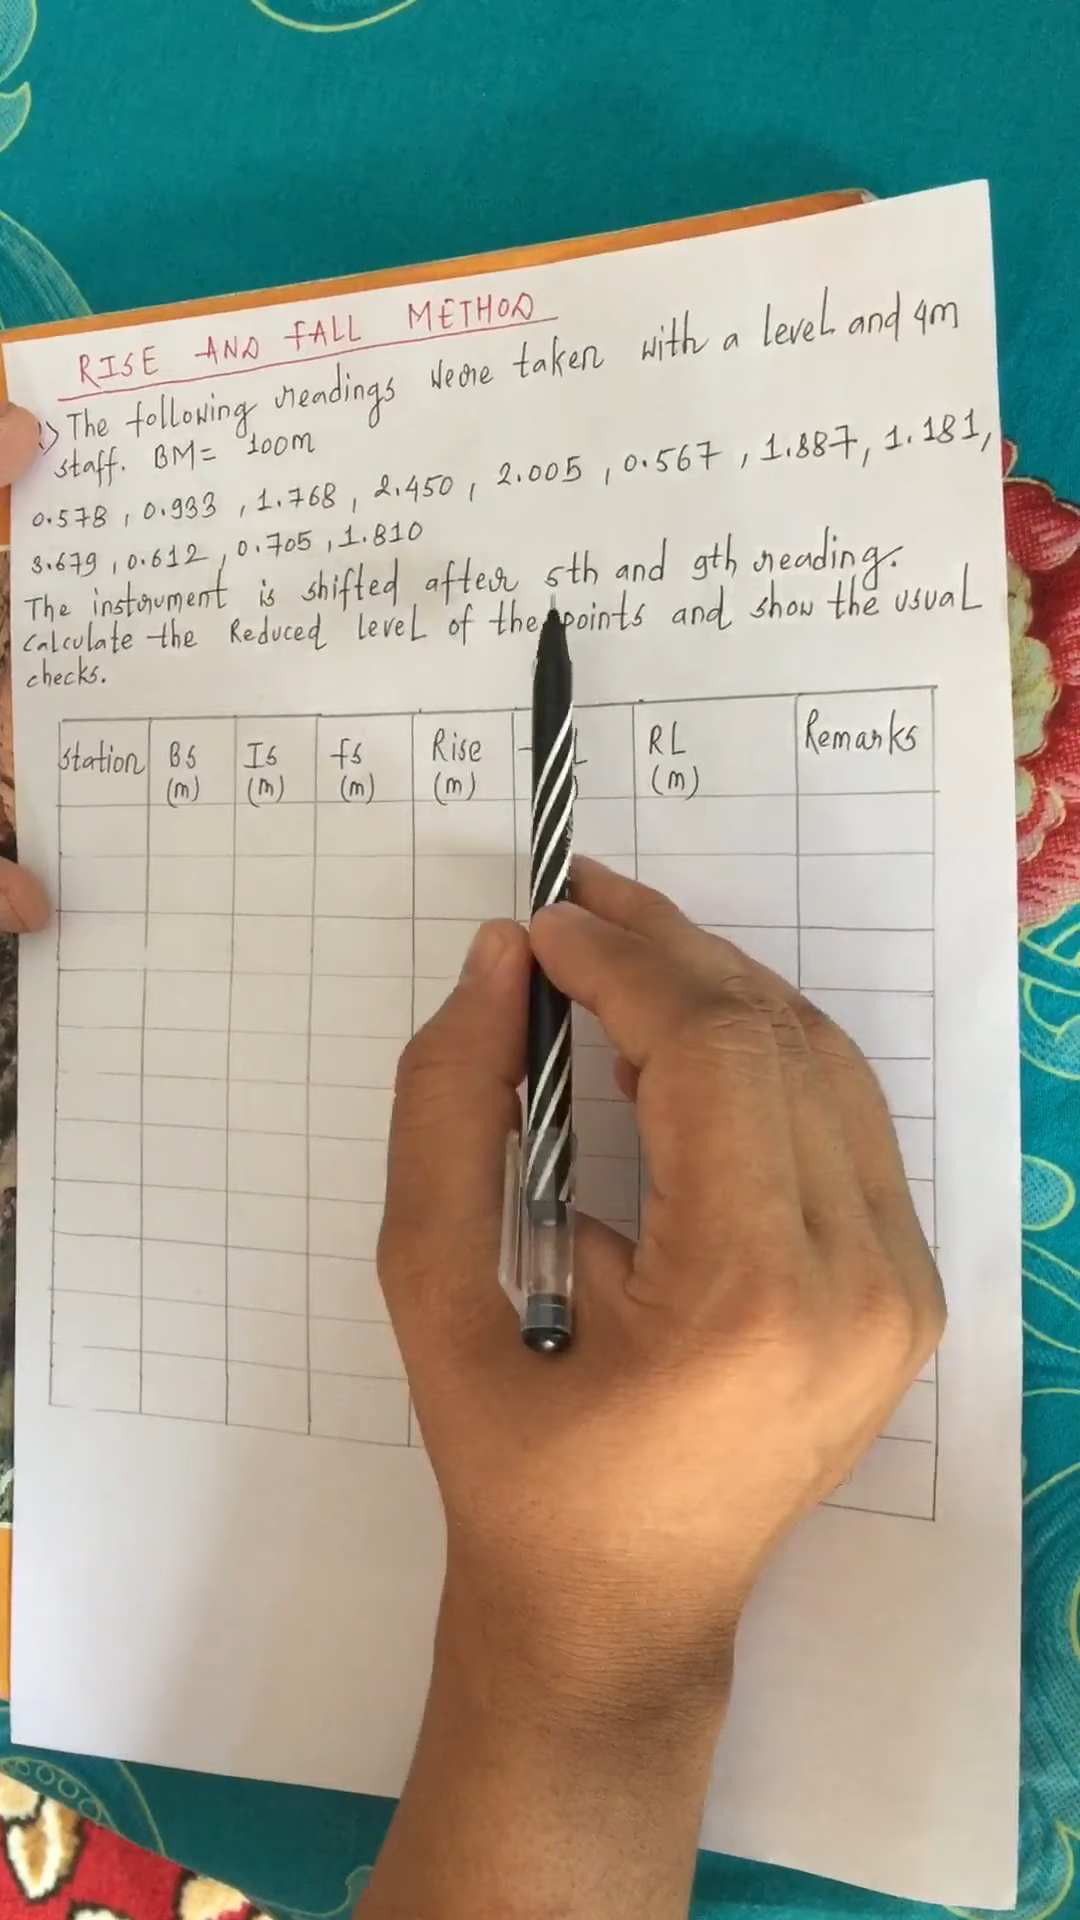 RISE AND FALL METHOD
The following readings were taken with a level and 4m
staff. BM= 100m
0.578, 0.933, 1.768, 2.450, 2.005, 0.567, 1.887, 1.181,
3.679, 0.612, 0.705, 1.810
The instrument is shifted after 5th and 9th reading.
Calculate the Reduced level of the points and show the usual
checks.
Station BS (m) IS (m) fs (m) Rise (m) RL (m) Remarks